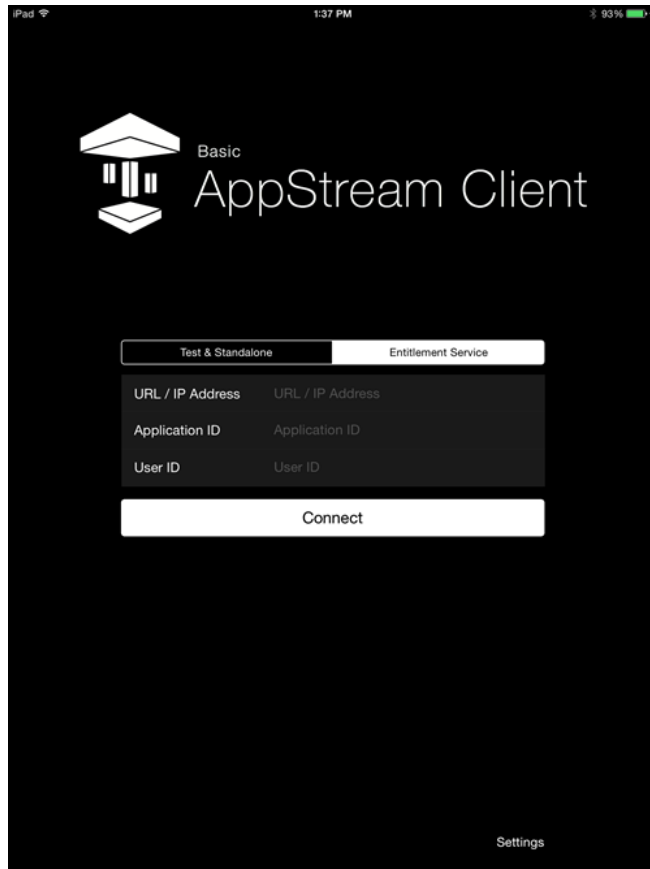 iPad 1:37 PM 93%
Basic
AppStream Client
Test & Standalone Entitlement Service
URL / IP Address URL / IP Address
Application ID Application ID
User ID User ID
Connect
Settings